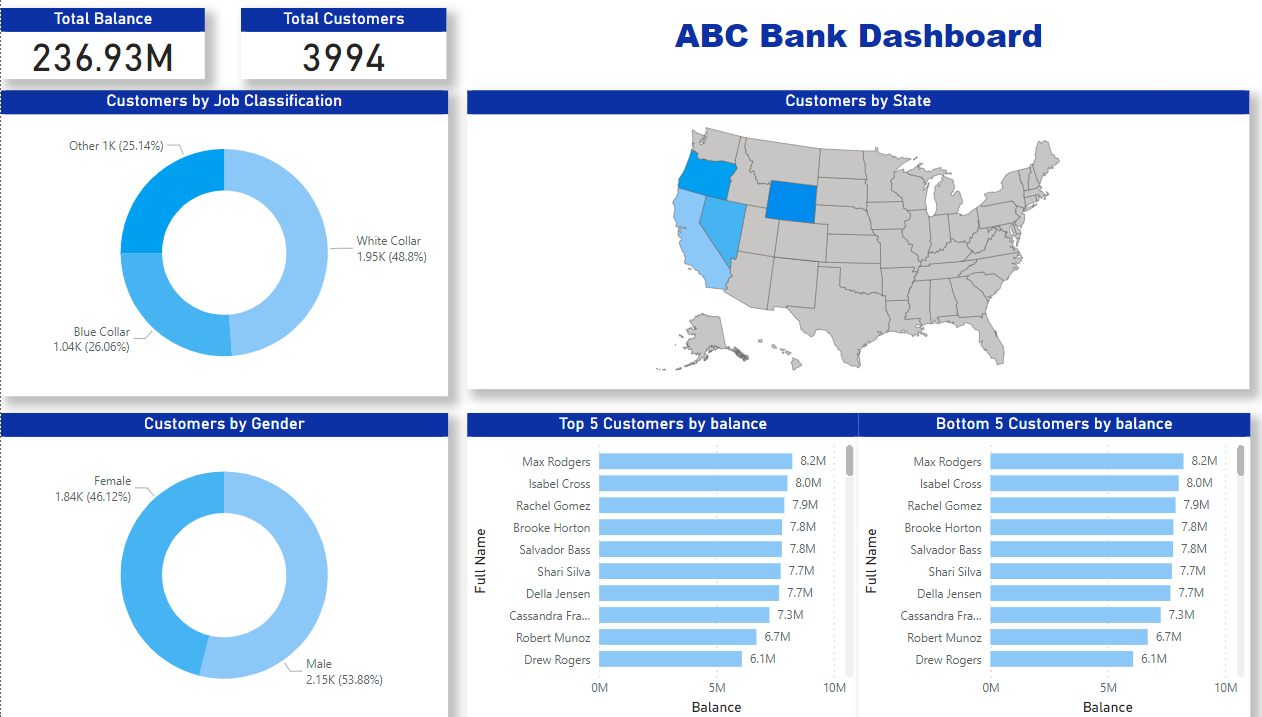 Total Balance
236.93M
Total Customers
3994
ABC Bank Dashboard
Customers by Job Classification
Other 1K (25.14%)
White Collar
1.95K (48.8%)
Blue Collar
1.04K (26.06%)
Customers by State
Customers by Gender
Female
1.84K (46.12%)
Male
2.15K (53.88%)
Top 5 Customers by balance
Full Name
Max Rodgers 8.2M
Isabel Cross 8.0M
Rachel Gomez 7.9M
Brooke Horton 7.8M
Salvador Bass 7.8M
Shari Silva 7.7M
Della Jensen 7.7M
Cassandra Fra... 7.3M
Robert Munoz 6.7M
Drew Rogers 6.1M
0M 5M 10M
Balance
Bottom 5 Customers by balance
Full Name
Max Rodgers 8.2M
Isabel Cross 8.0M
Rachel Gomez 7.9M
Brooke Horton 7.8M
Salvador Bass 7.8M
Shari Silva 7.7M
Della Jensen 7.7M
Cassandra Fra... 7.3M
Robert Munoz 6.7M
Drew Rogers 6.1M
0M 5M 10M
Balance